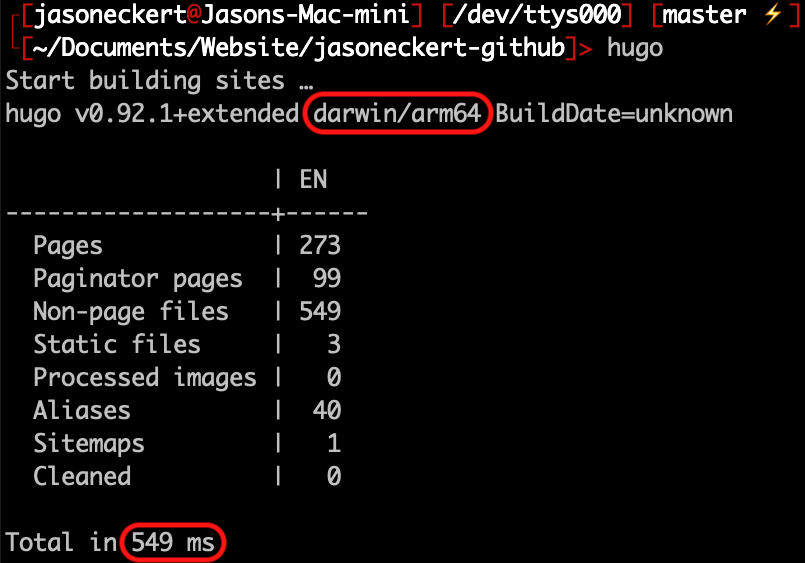 [jasoneckert@Jasons-Mac-mini] [/dev/ttys000] [master ⚡]
[~/Documents/Website/jasoneckert-github]> hugo
Start building sites …
hugo v0.92.1+extended darwin/arm64 BuildDate=unknown
| EN
-------------------+------
Pages | 273
Paginator pages | 99
Non-page files | 549
Static files | 3
Processed images | 0
Aliases | 40
Sitemaps | 1
Cleaned | 0
Total in 549 ms